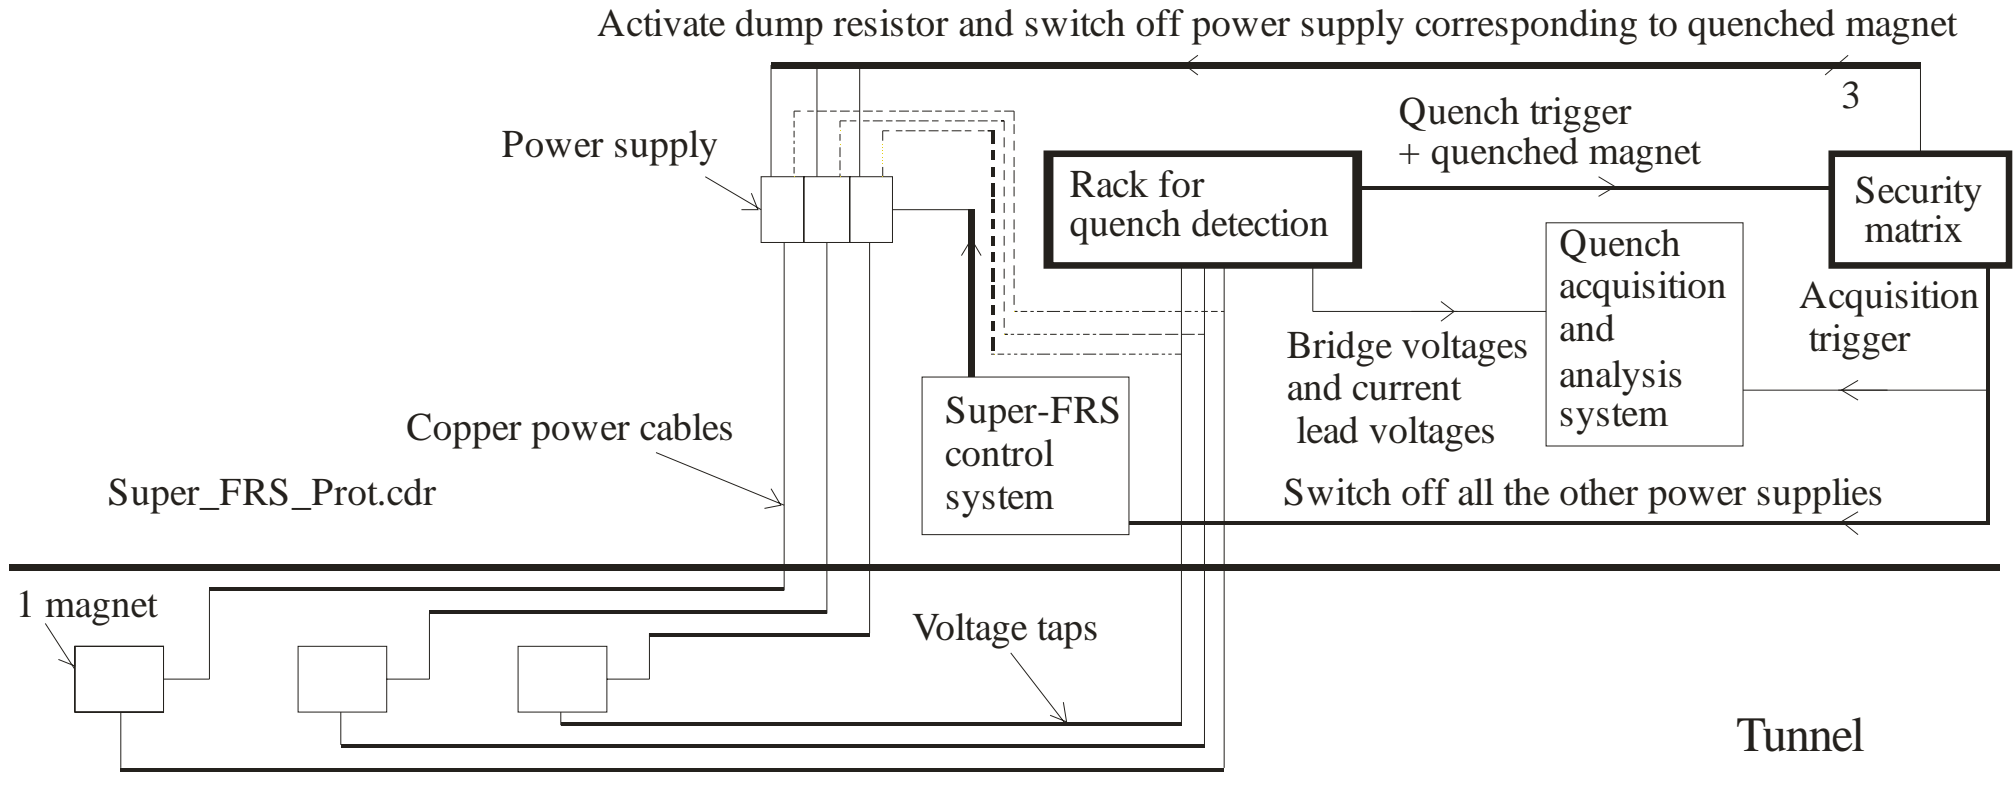 Activate dump resistor and switch off power supply corresponding to quenched magnet
3
Power supply
Quench trigger
+ quenched magnet
Rack for
quench detection
Security
matrix
Quench
acquisition
and
analysis
system
Acquisition
trigger
Bridge voltages
and current
lead voltages
Super-FRS
control
system
Copper power cables
Super_FRS_Prot.cdr
Switch off all the other power supplies
1 magnet
Voltage taps
Tunnel